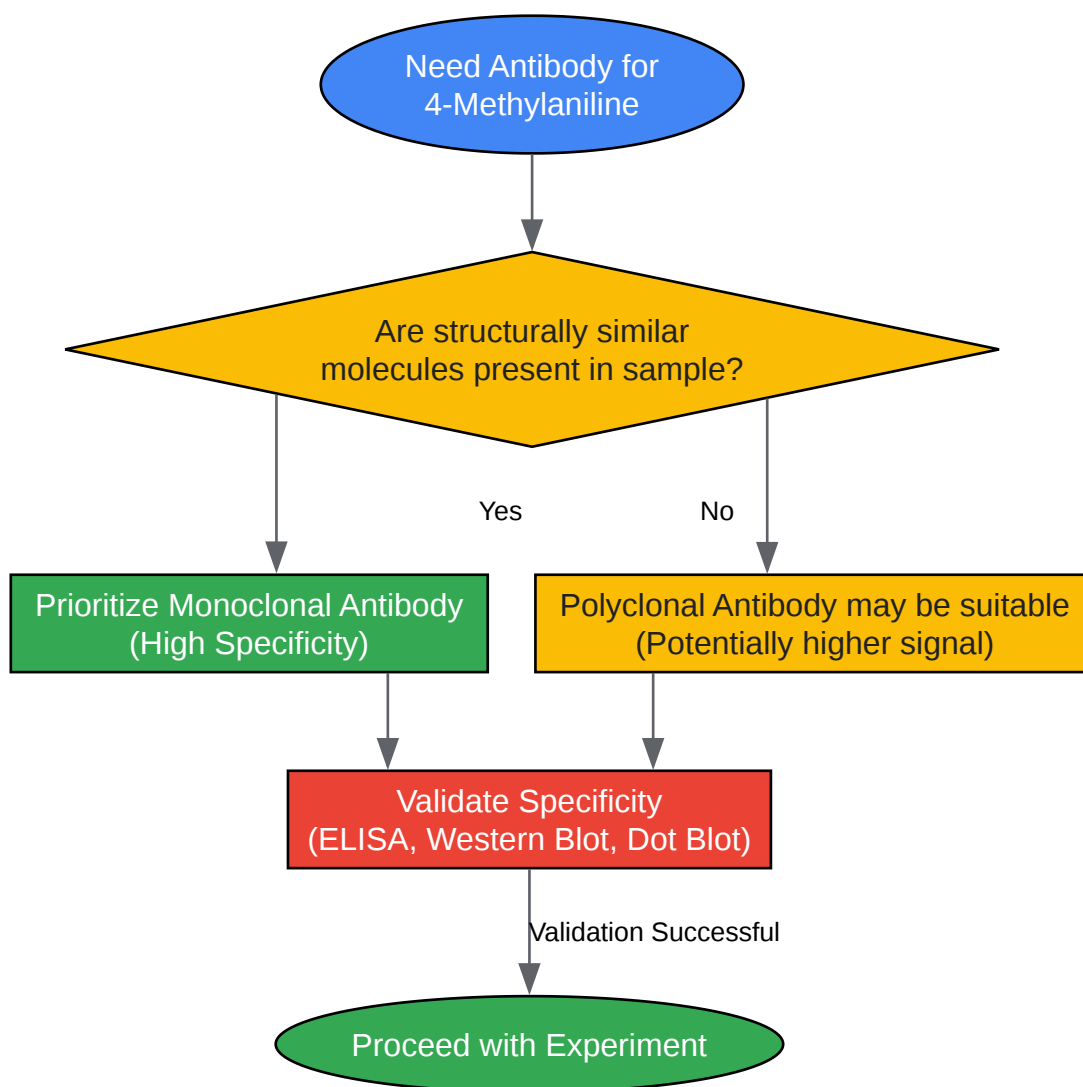 Need Antibody for
4-Methylaniline
Are structurally similar
molecules present in sample?
Yes
No
Prioritize Monoclonal Antibody
(High Specificity)
Polyclonal Antibody may be suitable
(Potentially higher signal)
Validate Specificity
(ELISA, Western Blot, Dot Blot)
Validation Successful
Proceed with Experiment